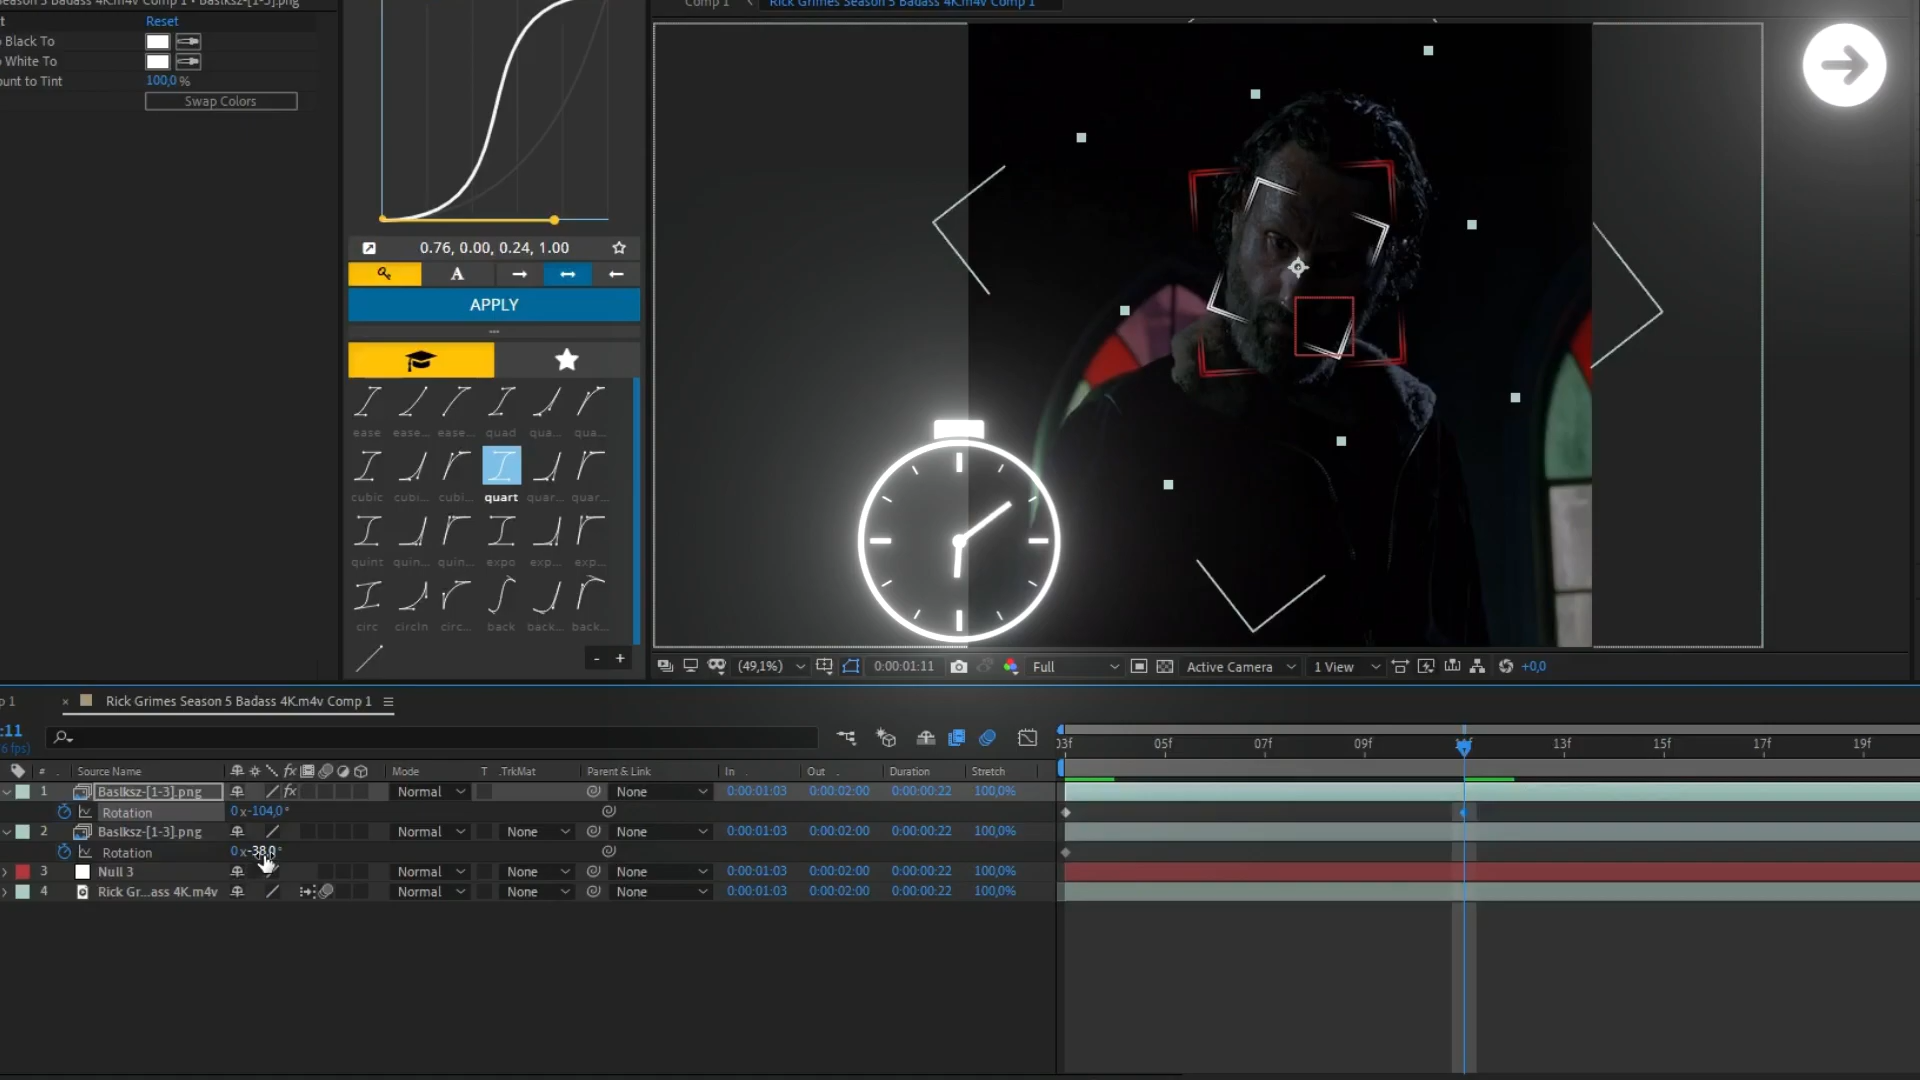 Season 5 Badass 4K.m4v Comp 1 • Baslksz-[1-3].png
Reset
Black To
White To
unt to Tint
100,0 %
Swap Colors
0.76, 0.00, 0.24, 1.00
A
APPLY
ease ease... ease... quad qua... qua...
cubic cubi... cubi... quart quar... quar...
quint quin... quin... expo exp... exp...
circ circIn circ... back back... back...
- +
Comp 1
Rick Grimes Season 5 Badass 4K.m4v Comp 1
(49,1%)
0:00:01:11
Full
Active Camera
1 View
+0,0
p 1
× Rick Grimes Season 5 Badass 4K.m4v Comp 1
:11
6 fps)
03f 05f 07f 09f 13f 15f 17f 19f
# Source Name fx Mode T .TrkMat Parent & Link In Out Duration Stretch
1 Baslksz-[1-3].png fx Normal None 0:00:01:03 0:00:02:00 0:00:00:22 100,0%
Rotation 0 x-104,0 °
2 Baslksz-[1-3].png Normal None None 0:00:01:03 0:00:02:00 0:00:00:22 100,0%
Rotation 0 x-38,0 °
3 Null 3 Normal None None 0:00:01:03 0:00:02:00 0:00:00:22 100,0%
4 Rick Gr...ass 4K.m4v Normal None None 0:00:01:03 0:00:02:00 0:00:00:22 100,0%